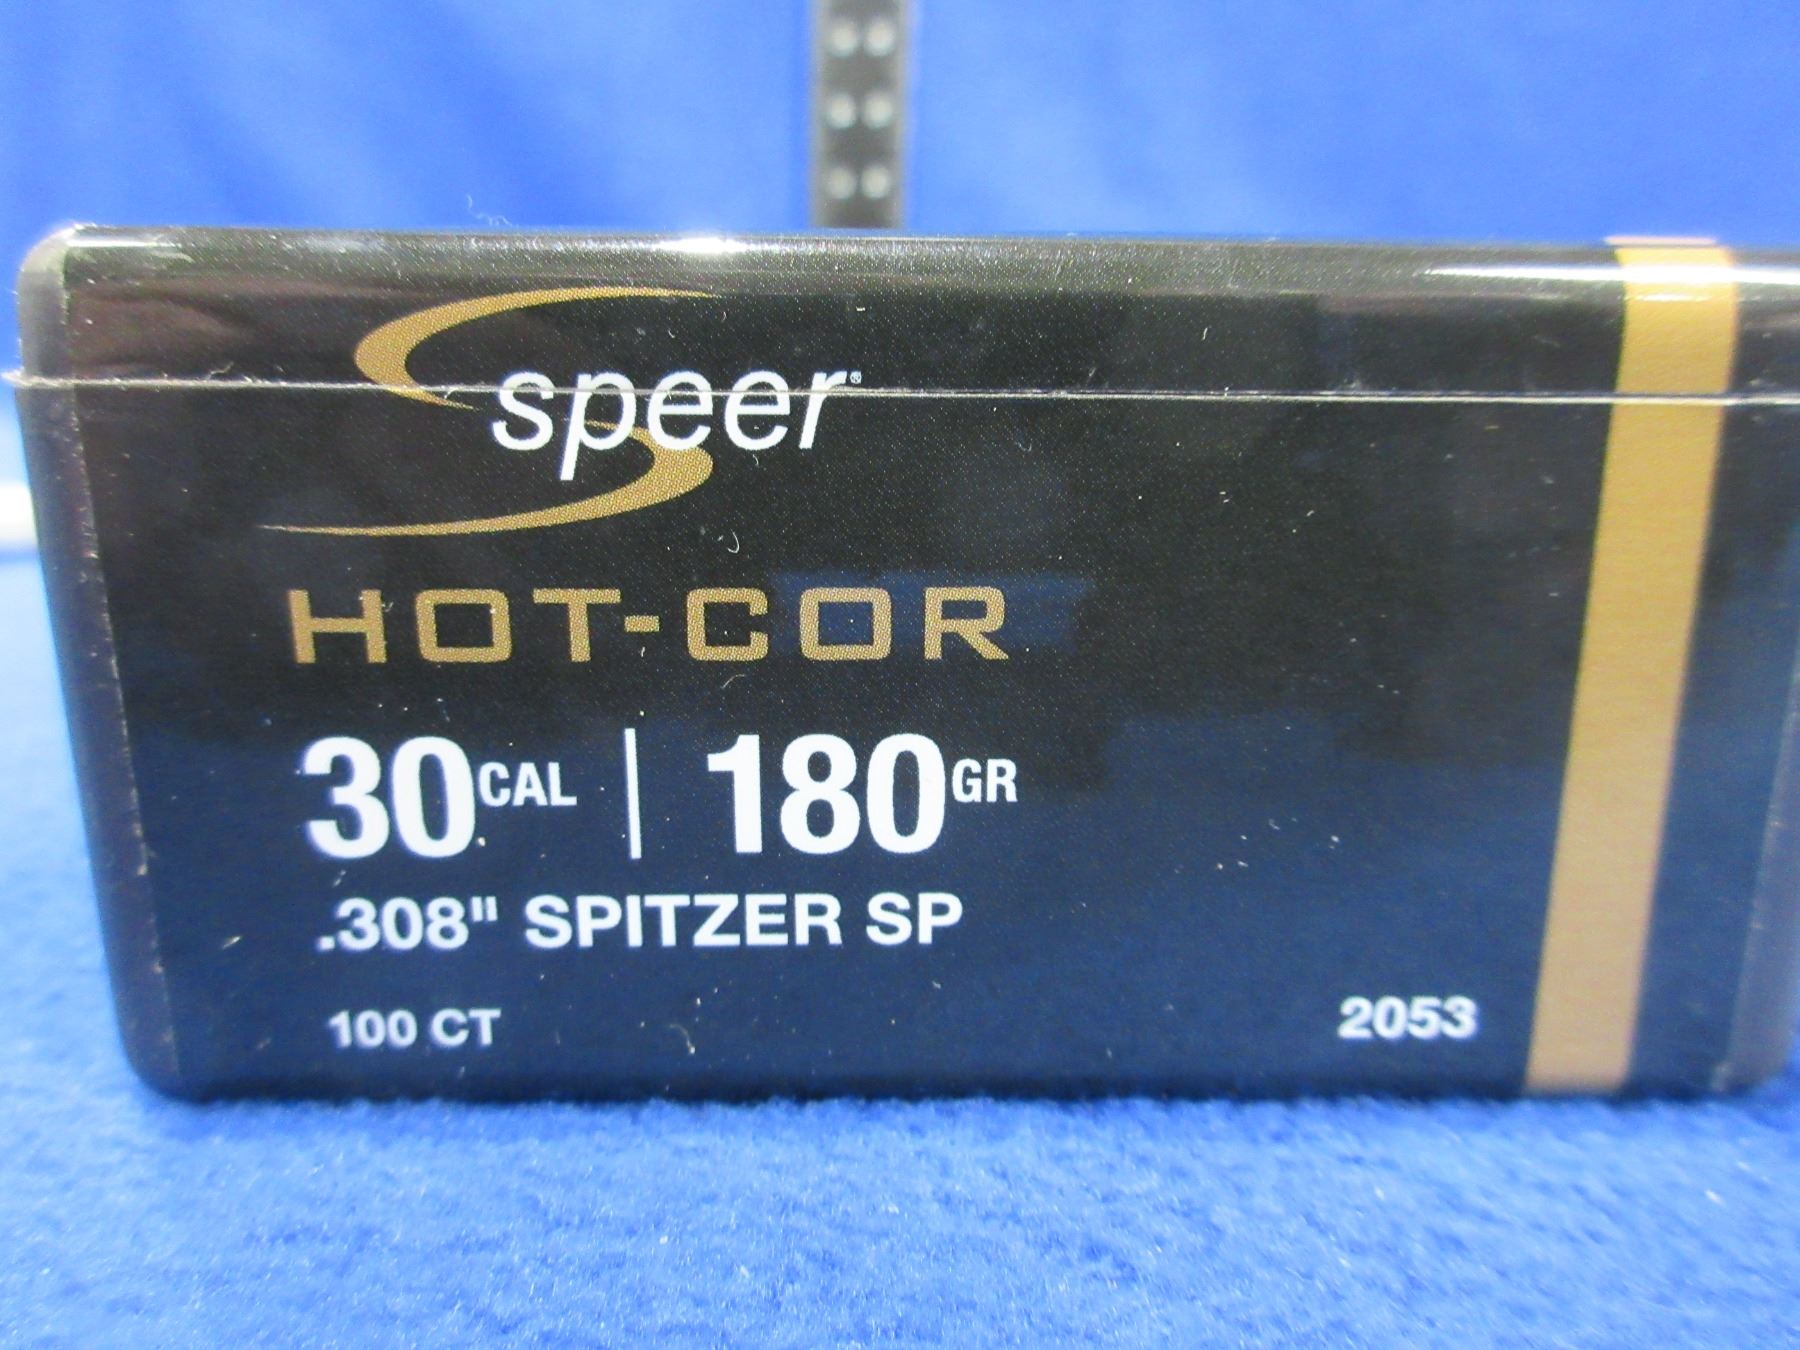 speer®
HOT-COR
30 CAL | 180 GR
.308" SPITZER SP
100 CT
2053